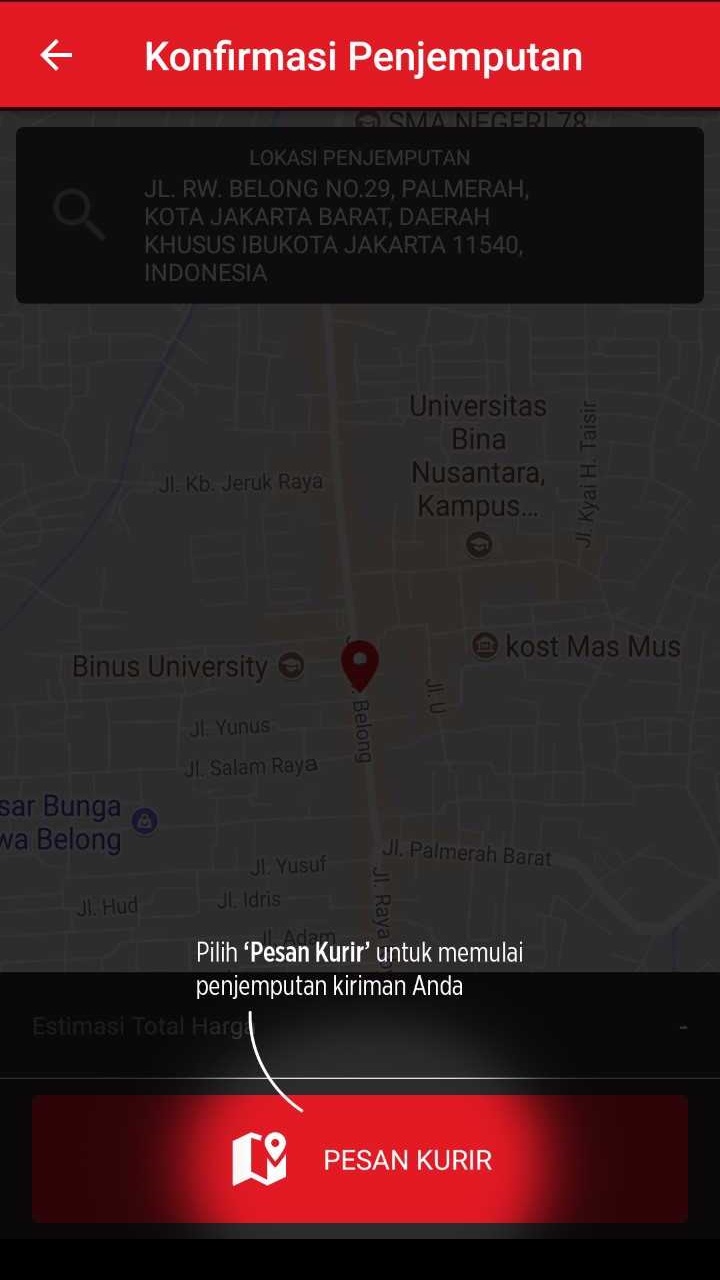 Konfirmasi Penjemputan
SMA NEGERI 78
LOKASI PENJEMPUTAN
JL. RW. BELONG NO.29, PALMERAH,
KOTA JAKARTA BARAT, DAERAH
KHUSUS IBUKOTA JAKARTA 11540,
INDONESIA
Universitas
Bina
Nusantara,
Kampus...
Jl. Kyai H. Taisir
Jl. Kb. Jeruk Raya
kost Mas Mus
Binus University
Jl. U
Belong
Jl. Yunus
Jl. Salam Raya
sar Bunga
wa Belong
Jl. Palmerah Barat
Jl. Yusuf
Jl. Idris
Jl. Hud
Jl. Raya
Jl. Adam
Pilih ‘Pesan Kurir’ untuk memulai
penjemputan kiriman Anda
Estimasi Total Harga
-
PESAN KURIR